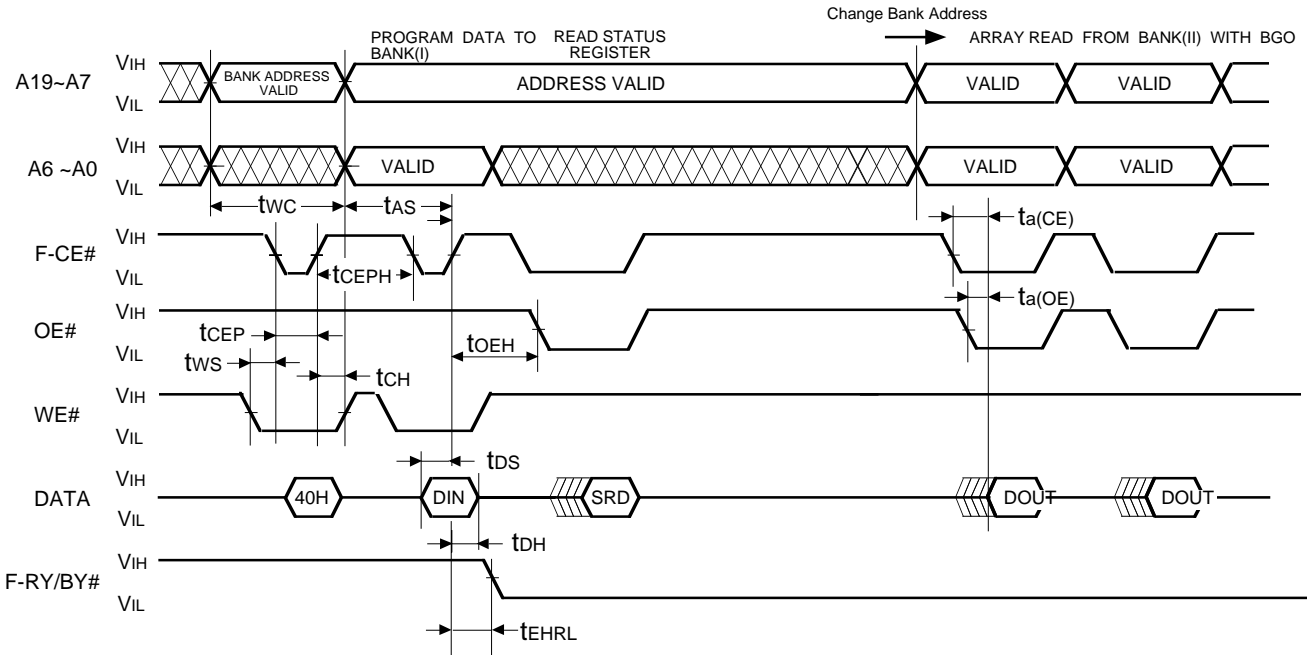 Change Bank Address
PROGRAM DATA TO
BANK(I)
READ STATUS
REGISTER
ARRAY READ FROM BANK(II) WITH BGO
A19~A7
VIH
VIL
BANK ADDRESS
VALID
ADDRESS VALID
VALID
VALID
A6 ~A0
VIH
VIL
VALID
VALID
VALID
tWC
tAS
ta(CE)
F-CE#
VIH
VIL
tCEPH
ta(OE)
OE#
VIH
VIL
tCEP
tOEH
tWS
tCH
WE#
VIH
VIL
tDS
DATA
VIH
VIL
40H
DIN
SRD
DOUT
DOUT
tDH
F-RY/BY#
VIH
VIL
tEHRL